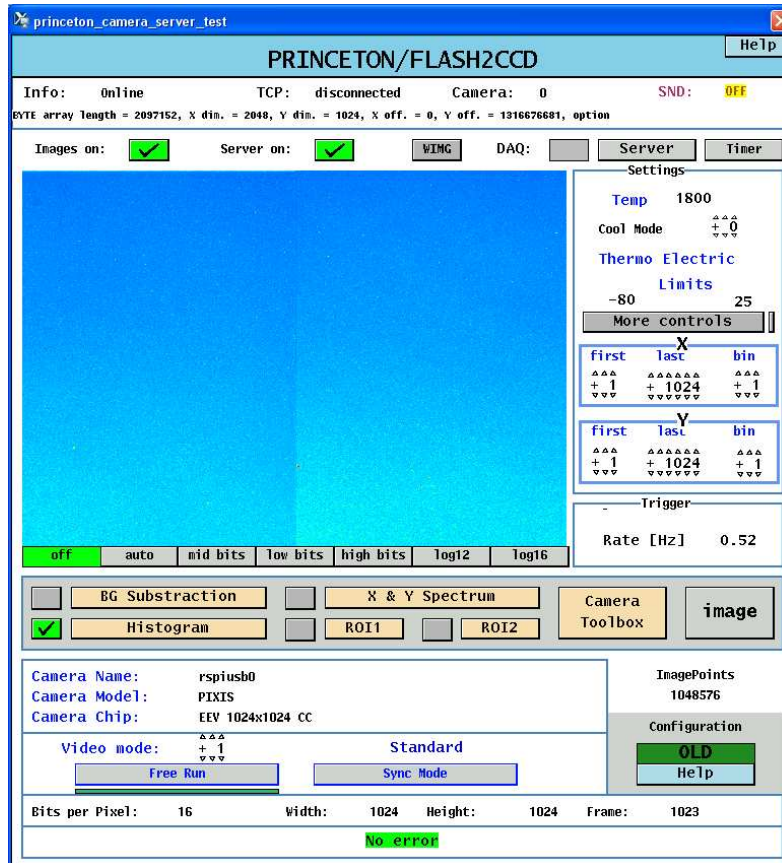 princeton_camera_server_test
PRINCETON/FLASH2CCD
Help
Info: Online TCP: disconnected Camera: 0 SND: OFF
BYTE array length = 2097152, X dim. = 2048, Y dim. = 1024, X off. = 0, Y off. = 1316676681, option
Images on: Server on: WIMG DAQ: Server Timer
Settings
Temp 1800
Cool Mode + 0
Thermo Electric
Limits
-80 25
More controls
X
first last bin
+ 1 + 1024 + 1
Y
first last bin
+ 1 + 1024 + 1
Trigger
-
Rate [Hz] 0.52
off auto mid bits low bits high bits log12 log16
BG Substraction X & Y Spectrum
Histogram ROI1 ROI2
Camera
Toolbox
image
Camera Name: rspiusb0
Camera Model: PIXIS
Camera Chip: EEV 1024x1024 CC
ImagePoints
1048576
Video mode: + 1 Standard
Free Run Sync Mode
Configuration
OLD
Help
Bits per Pixel: 16 Width: 1024 Height: 1024 Frame: 1023
No error